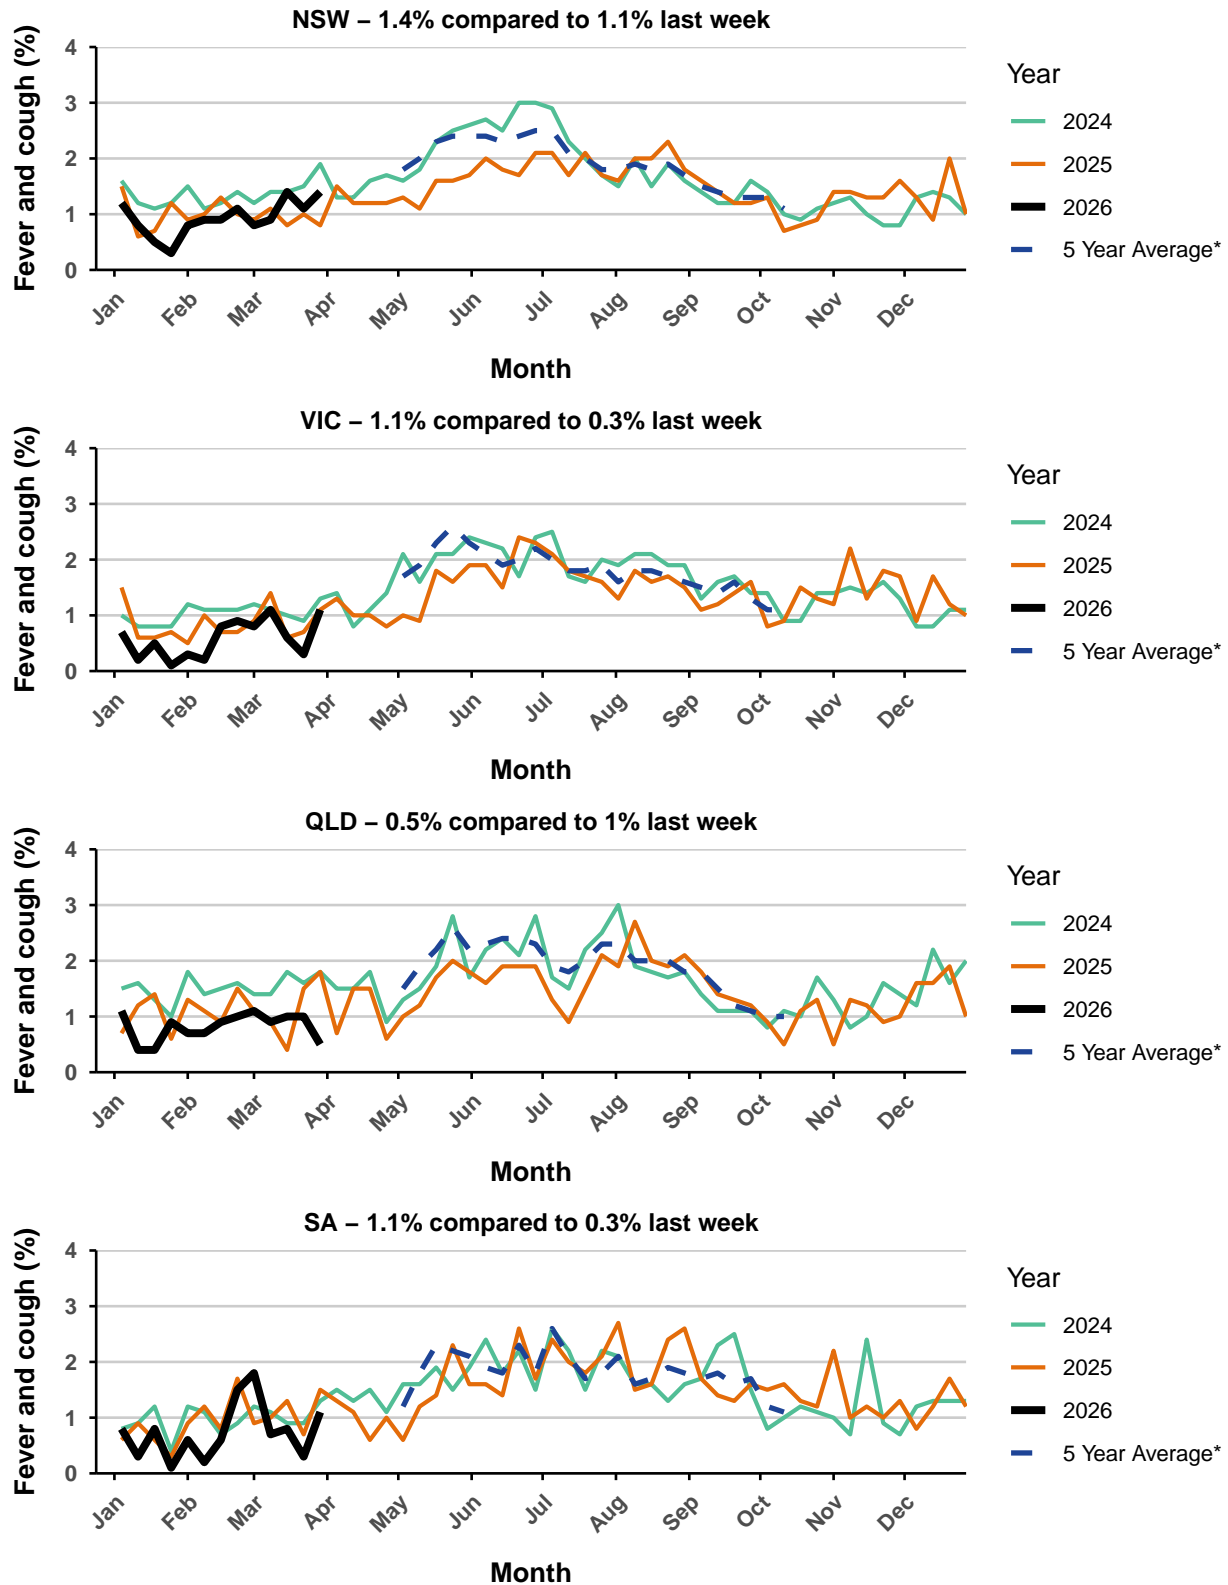 NSW – 1.4% compared to 1.1% last week
Fever and cough (%)
4
3
2
1
0
Jan Feb Mar Apr May Jun Jul Aug Sep Oct Nov Dec
Month
Year
2024
2025
2026
5 Year Average*
VIC – 1.1% compared to 0.3% last week
Fever and cough (%)
4
3
2
1
0
Jan Feb Mar Apr May Jun Jul Aug Sep Oct Nov Dec
Month
Year
2024
2025
2026
5 Year Average*
QLD – 0.5% compared to 1% last week
Fever and cough (%)
4
3
2
1
0
Jan Feb Mar Apr May Jun Jul Aug Sep Oct Nov Dec
Month
Year
2024
2025
2026
5 Year Average*
SA – 1.1% compared to 0.3% last week
Fever and cough (%)
4
3
2
1
0
Jan Feb Mar Apr May Jun Jul Aug Sep Oct Nov Dec
Month
Year
2024
2025
2026
5 Year Average*